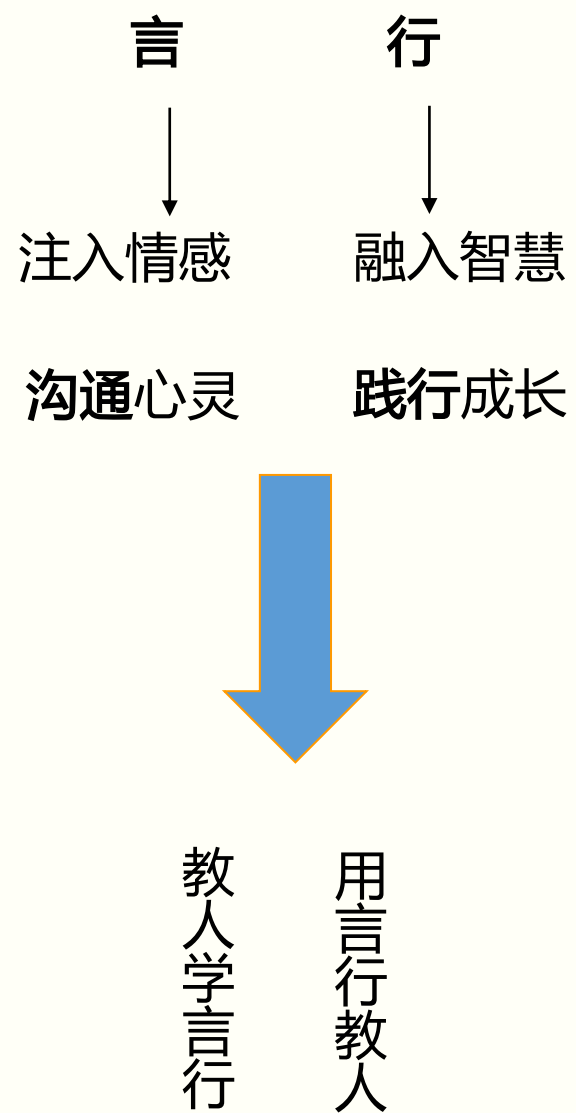 言 行
注入情感 融入智慧
沟通心灵 践行成长
教人学言行
用言行教人